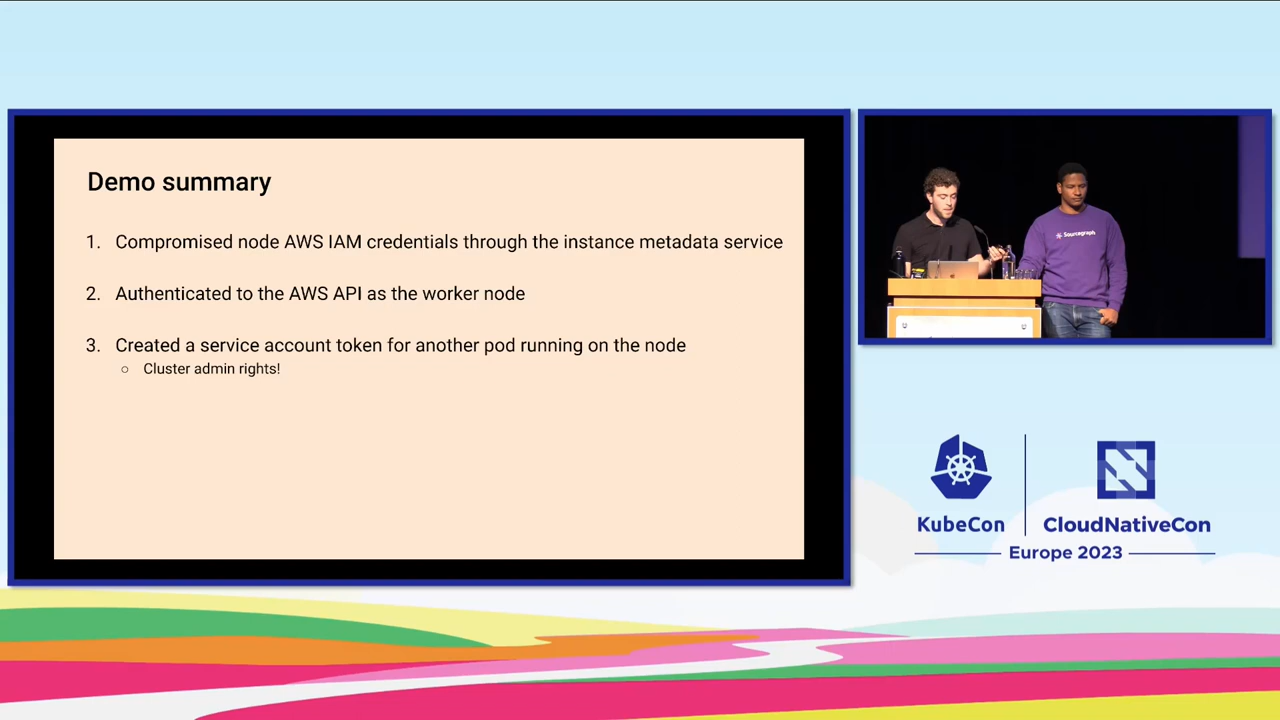 Demo summary
1. Compromised node AWS IAM credentials through the instance metadata service
2. Authenticated to the AWS API as the worker node
3. Created a service account token for another pod running on the node
○ Cluster admin rights!
Sourcegraph
KubeCon
CloudNativeCon
Europe 2023